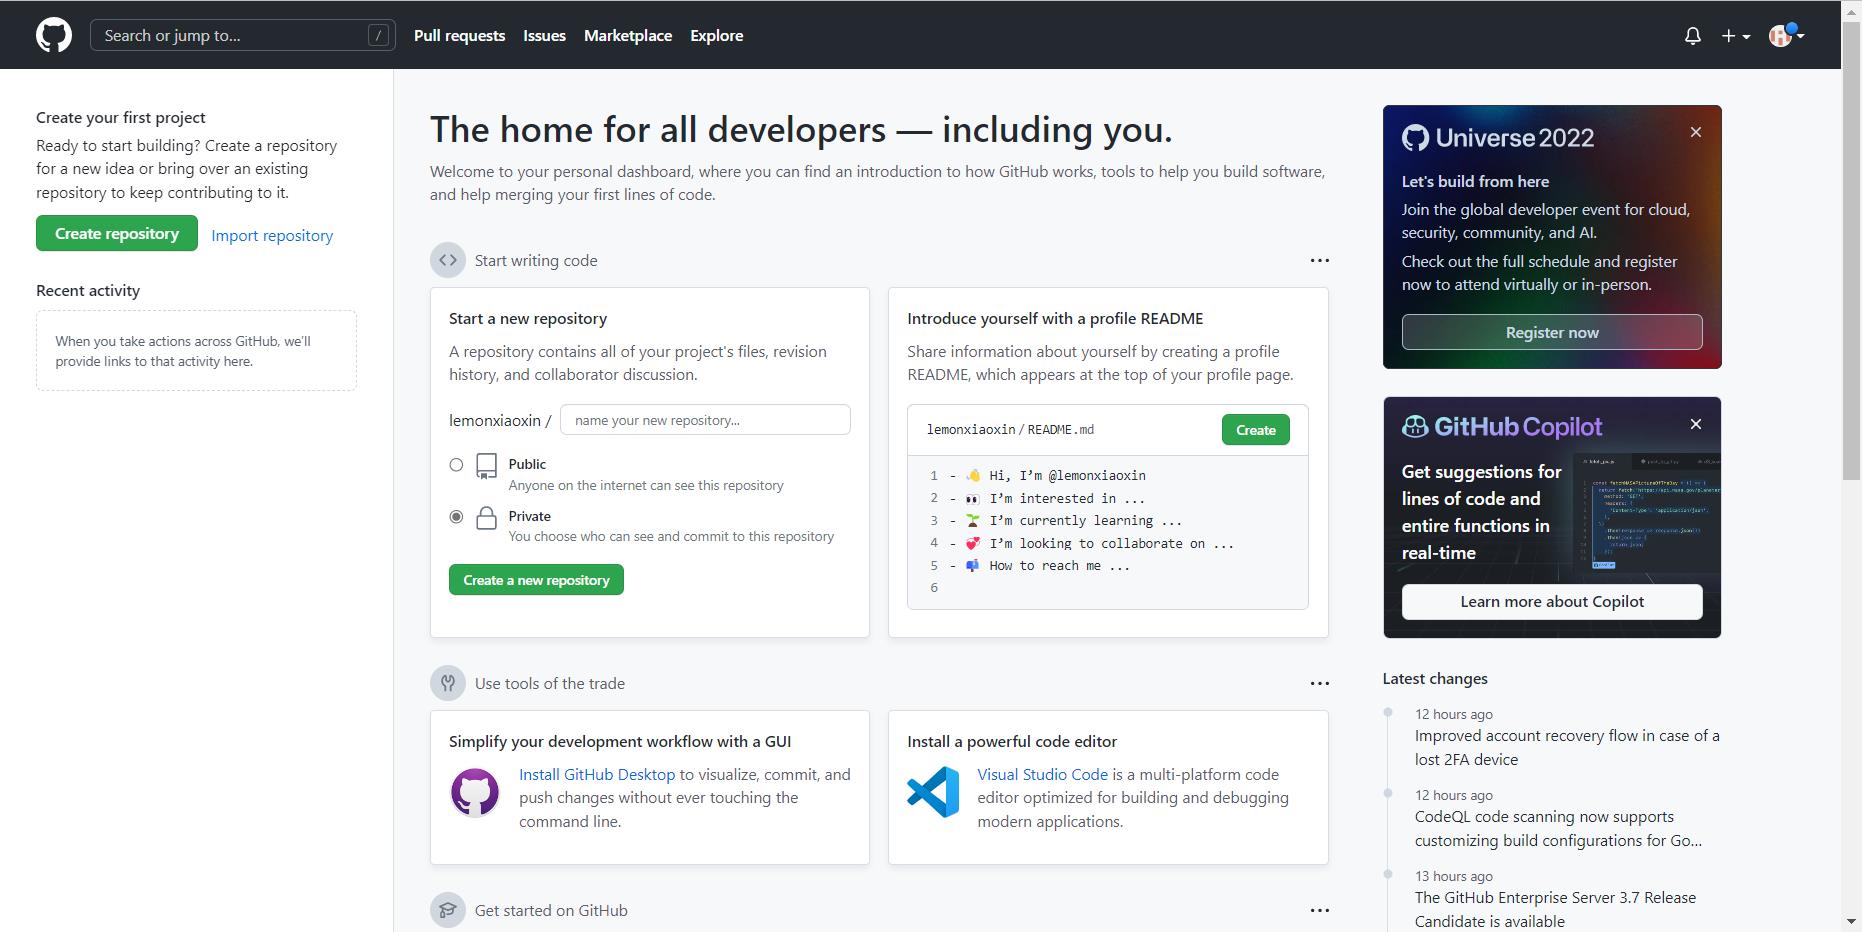 Search or jump to...
/
Pull requests
Issues
Marketplace
Explore
Create your first project
Ready to start building? Create a repository
for a new idea or bring over an existing
repository to keep contributing to it.
Create repository
Import repository
Recent activity
When you take actions across GitHub, we'll
provide links to that activity here.
The home for all developers — including you.
Welcome to your personal dashboard, where you can find an introduction to how GitHub works, tools to help you build software,
and help merging your first lines of code.
Start writing code
Start a new repository
A repository contains all of your project's files, revision
history, and collaborator discussion.
lemonxiaoxin /
name your new repository...
Public
Anyone on the internet can see this repository
Private
You choose who can see and commit to this repository
Create a new repository
Introduce yourself with a profile README
Share information about yourself by creating a profile
README, which appears at the top of your profile page.
lemonxiaoxin / README.md
Create
1 - 👋 Hi, I'm @lemonxiaoxin
2 - 👀 I'm interested in ...
3 - 🌱 I'm currently learning ...
4 - 💞️ I'm looking to collaborate on ...
5 - 📫 How to reach me ...
6
Use tools of the trade
Simplify your development workflow with a GUI
Install GitHub Desktop to visualize, commit, and
push changes without ever touching the
command line.
Install a powerful code editor
Visual Studio Code is a multi-platform code
editor optimized for building and debugging
modern applications.
Get started on GitHub
Universe 2022
Let's build from here
Join the global developer event for cloud,
security, community, and AI.
Check out the full schedule and register
now to attend virtually or in-person.
Register now
GitHub Copilot
Get suggestions for
lines of code and
entire functions in
real-time
Learn more about Copilot
Latest changes
12 hours ago
Improved account recovery flow in case of a
lost 2FA device
12 hours ago
CodeQL code scanning now supports
customizing build configurations for Go...
13 hours ago
The GitHub Enterprise Server 3.7 Release
Candidate is available